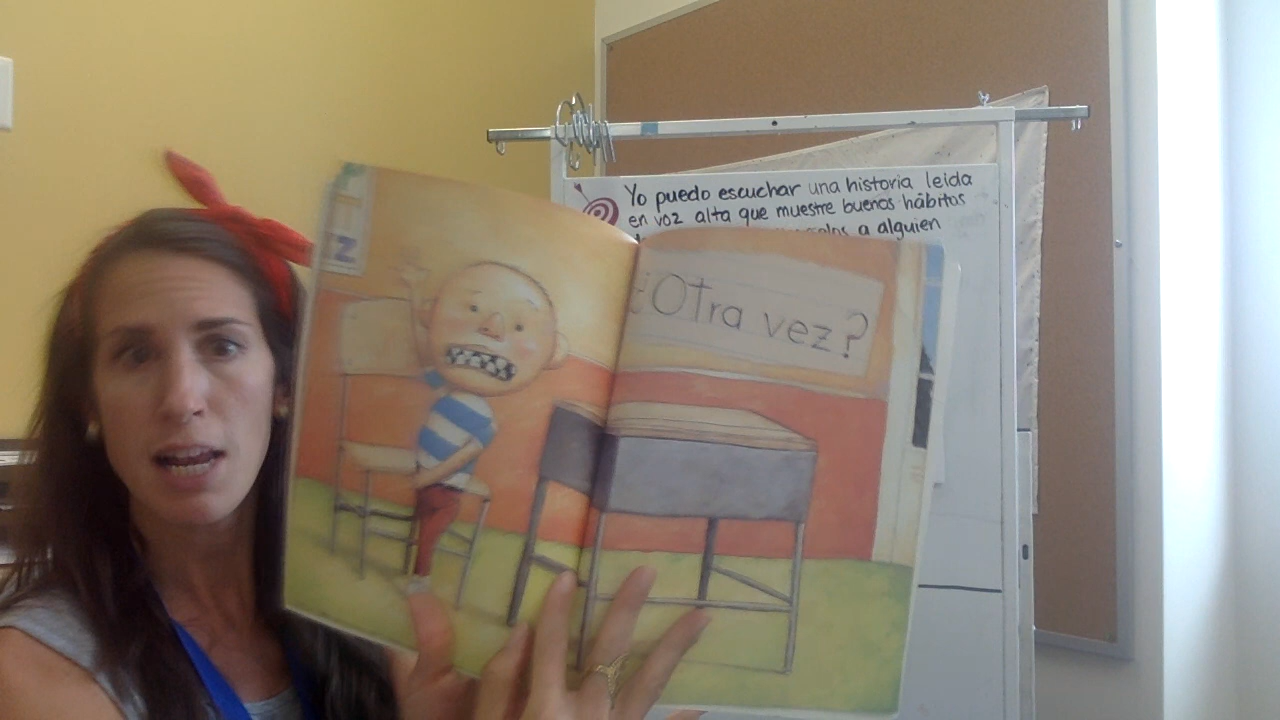 Yo puedo escuchar una historia leída
en voz alta que muestre buenos hábitos
a alguien
Z
¿Otra vez?